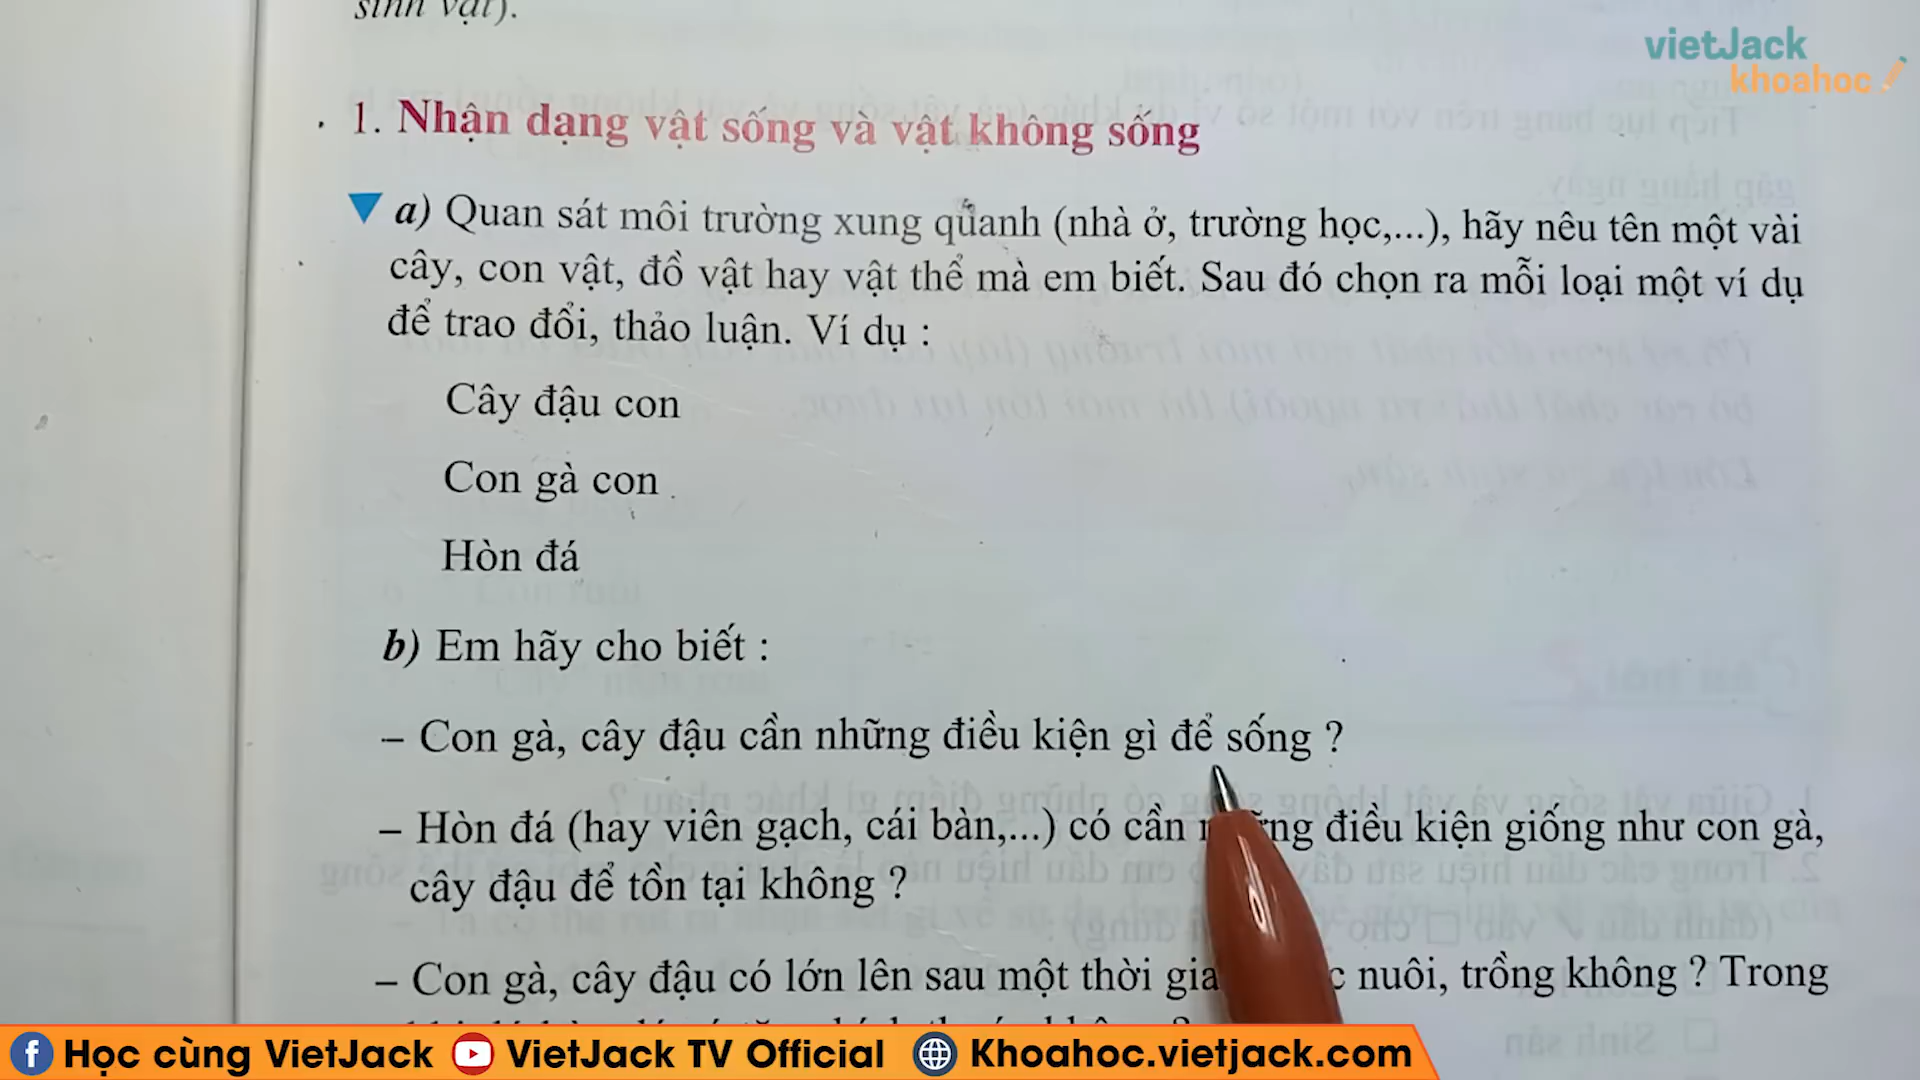 sinh vật).
vietJack
khoahoc
1. Nhận dạng vật sống và vật không sống
a) Quan sát môi trường xung quanh (nhà ở, trường học,...), hãy nêu tên một vài
cây, con vật, đồ vật hay vật thể mà em biết. Sau đó chọn ra mỗi loại một ví dụ
để trao đổi, thảo luận. Ví dụ :
Cây đậu con
Con gà con
Hòn đá
b) Em hãy cho biết :
– Con gà, cây đậu cần những điều kiện gì để sống ?
– Hòn đá (hay viên gạch, cái bàn,...) có cần những điều kiện giống như con gà,
cây đậu để tồn tại không ?
– Con gà, cây đậu có lớn lên sau một thời gian nuôi, trồng không ? Trong
Học cùng VietJack VietJack TV Official Khoahoc.vietjack.com